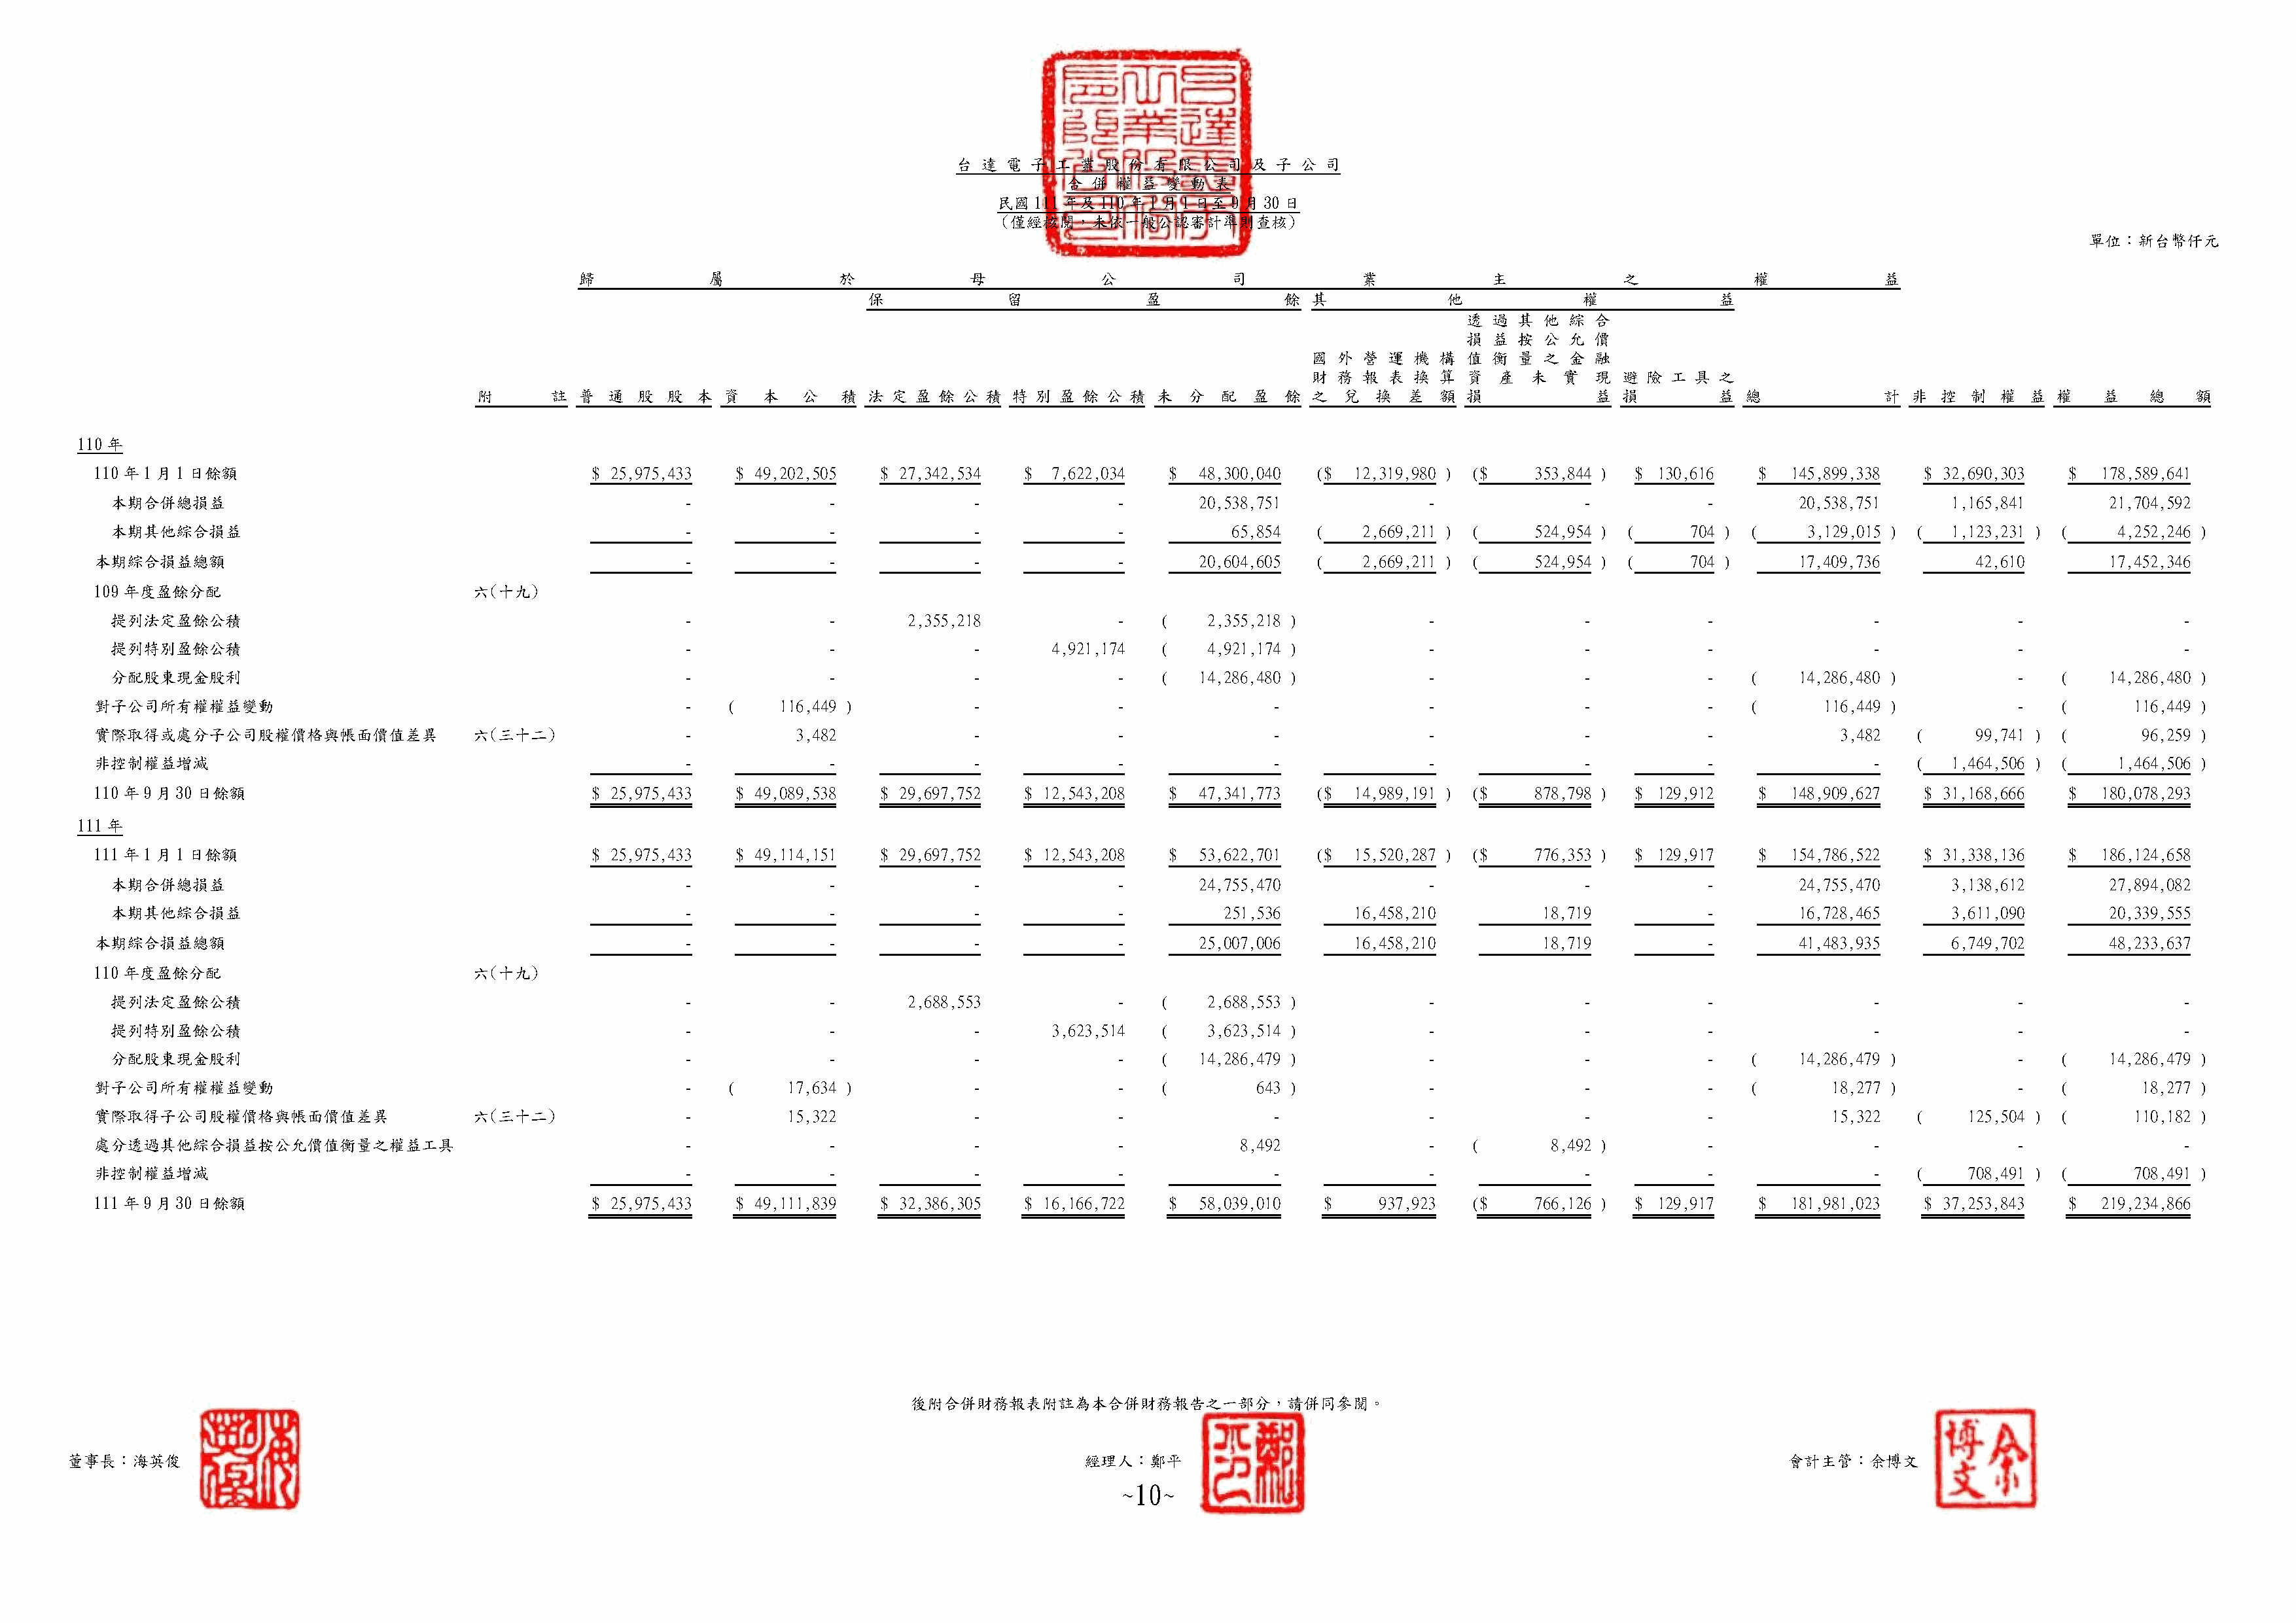 台達電子工業股份有限公司及子公司
合併權益變動表
民國111年及110年1月1日至9月30日
(僅經核閱,未依一般公認審計準則查核)
單位:新台幣仟元
歸屬於母公司業主之權益
保留盈餘 其他權益
附註 普通股股本 資本公積 法定盈餘公積 特別盈餘公積 未分配盈餘 國外營運機構財務報表換算之兌換差額 透過其他綜合損益按公允價值衡量之金融資產未實現損益 避險工具之損益 總計 非控制權益 權益總額
110年
110年1月1日餘額 $ 25,975,433 $ 49,202,505 $ 27,342,534 $ 7,622,034 $ 48,300,040 ($ 12,319,980 ) ($ 353,844 ) $ 130,616 $ 145,899,338 $ 32,690,303 $ 178,589,641
本期合併總損益 - - - - 20,538,751 - - - 20,538,751 1,165,841 21,704,592
本期其他綜合損益 - - - - 65,854 ( 2,669,211 ) ( 524,954 ) ( 704 ) ( 3,129,015 ) ( 1,123,231 ) ( 4,252,246 )
本期綜合損益總額 - - - - 20,604,605 ( 2,669,211 ) ( 524,954 ) ( 704 ) 17,409,736 42,610 17,452,346
109年度盈餘分配 六(十九)
提列法定盈餘公積 - - 2,355,218 - ( 2,355,218 ) - - - - - -
提列特別盈餘公積 - - - 4,921,174 ( 4,921,174 ) - - - - - -
分配股東現金股利 - - - - ( 14,286,480 ) - - - ( 14,286,480 ) - ( 14,286,480 )
對子公司所有權權益變動 - ( 116,449 ) - - - - - - ( 116,449 ) - ( 116,449 )
實際取得或處分子公司股權價格與帳面價值差異 六(三十二) - 3,482 - - - - - - 3,482 ( 99,741 ) ( 96,259 )
非控制權益增減 - - - - - - - - - ( 1,464,506 ) ( 1,464,506 )
110年9月30日餘額 $ 25,975,433 $ 49,089,538 $ 29,697,752 $ 12,543,208 $ 47,341,773 ($ 14,989,191 ) ($ 878,798 ) $ 129,912 $ 148,909,627 $ 31,168,666 $ 180,078,293
111年
111年1月1日餘額 $ 25,975,433 $ 49,114,151 $ 29,697,752 $ 12,543,208 $ 53,622,701 ($ 15,520,287 ) ($ 776,353 ) $ 129,917 $ 154,786,522 $ 31,338,136 $ 186,124,658
本期合併總損益 - - - - 24,755,470 - - - 24,755,470 3,138,612 27,894,082
本期其他綜合損益 - - - - 251,536 16,458,210 18,719 - 16,728,465 3,611,090 20,339,555
本期綜合損益總額 - - - - 25,007,006 16,458,210 18,719 - 41,483,935 6,749,702 48,233,637
110年度盈餘分配 六(十九)
提列法定盈餘公積 - - 2,688,553 - ( 2,688,553 ) - - - - - -
提列特別盈餘公積 - - - 3,623,514 ( 3,623,514 ) - - - - - -
分配股東現金股利 - - - - ( 14,286,479 ) - - - ( 14,286,479 ) - ( 14,286,479 )
對子公司所有權權益變動 - ( 17,634 ) - - ( 643 ) - - - ( 18,277 ) - ( 18,277 )
實際取得子公司股權價格與帳面價值差異 六(三十二) - 15,322 - - - - - - 15,322 ( 125,504 ) ( 110,182 )
處分透過其他綜合損益按公允價值衡量之權益工具 - - - - 8,492 - ( 8,492 ) - - - -
非控制權益增減 - - - - - - - - - ( 708,491 ) ( 708,491 )
111年9月30日餘額 $ 25,975,433 $ 49,111,839 $ 32,386,305 $ 16,166,722 $ 58,039,010 $ 937,923 ($ 766,126 ) $ 129,917 $ 181,981,023 $ 37,253,843 $ 219,234,866
後附合併財務報表附註為本合併財務報告之一部分,請併同參閱。
董事長:海英俊 經理人:鄭平 會計主管:余博文
余博文
~10~